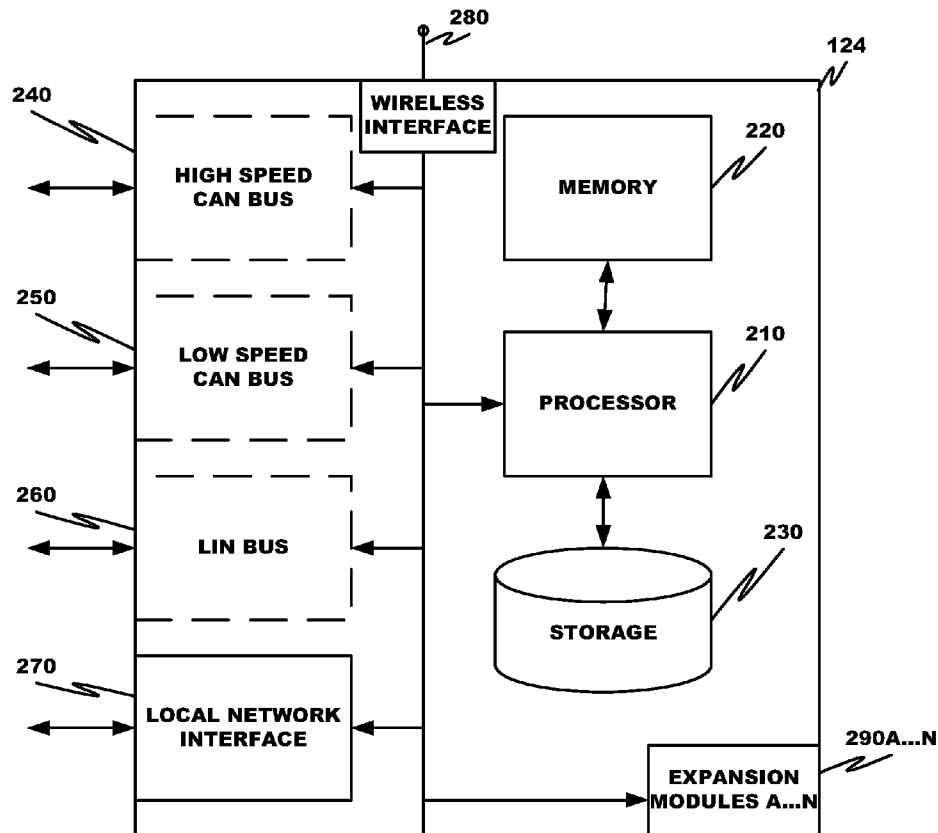 280
124
240
WIRELESS
INTERFACE
220
HIGH SPEED
CAN BUS
MEMORY
250
210
LOW SPEED
CAN BUS
PROCESSOR
260
230
LIN BUS
STORAGE
270
LOCAL NETWORK
INTERFACE
290A...N
EXPANSION
MODULES A...N